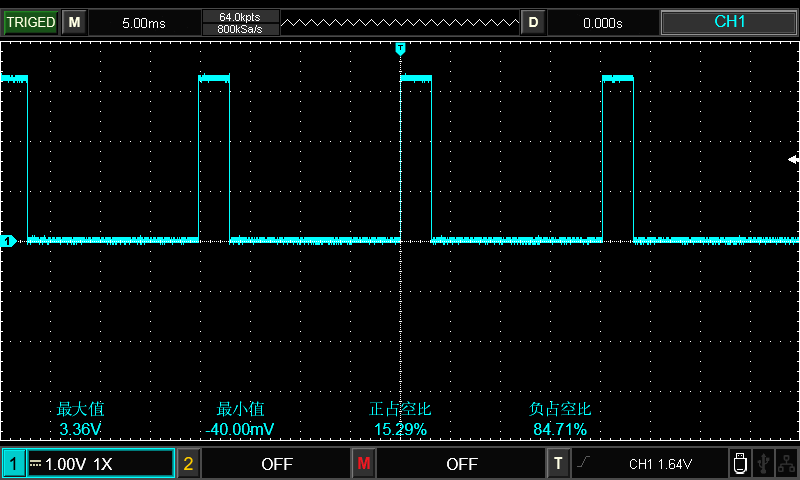 TRIGED M 5.00ms 64.0kpts D 0.000s CH1
800kSa/s
T
1
最大值 最小值 正占空比 负占空比
3.36V -40.00mV 15.29% 84.71%
1 1.00V 1X 2 OFF M OFF T CH1 1.64V